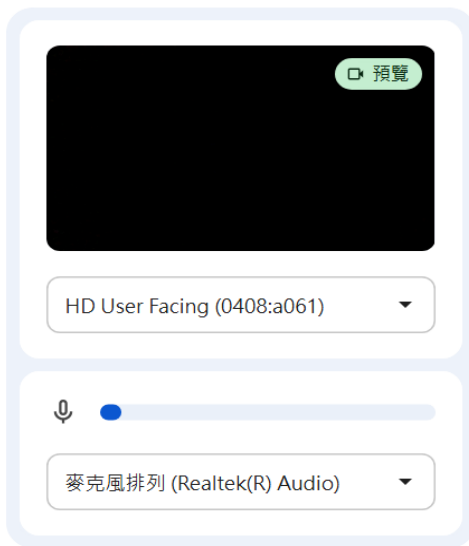 預覽
HD User Facing (0408:a061)
麥克風排列 (Realtek(R) Audio)